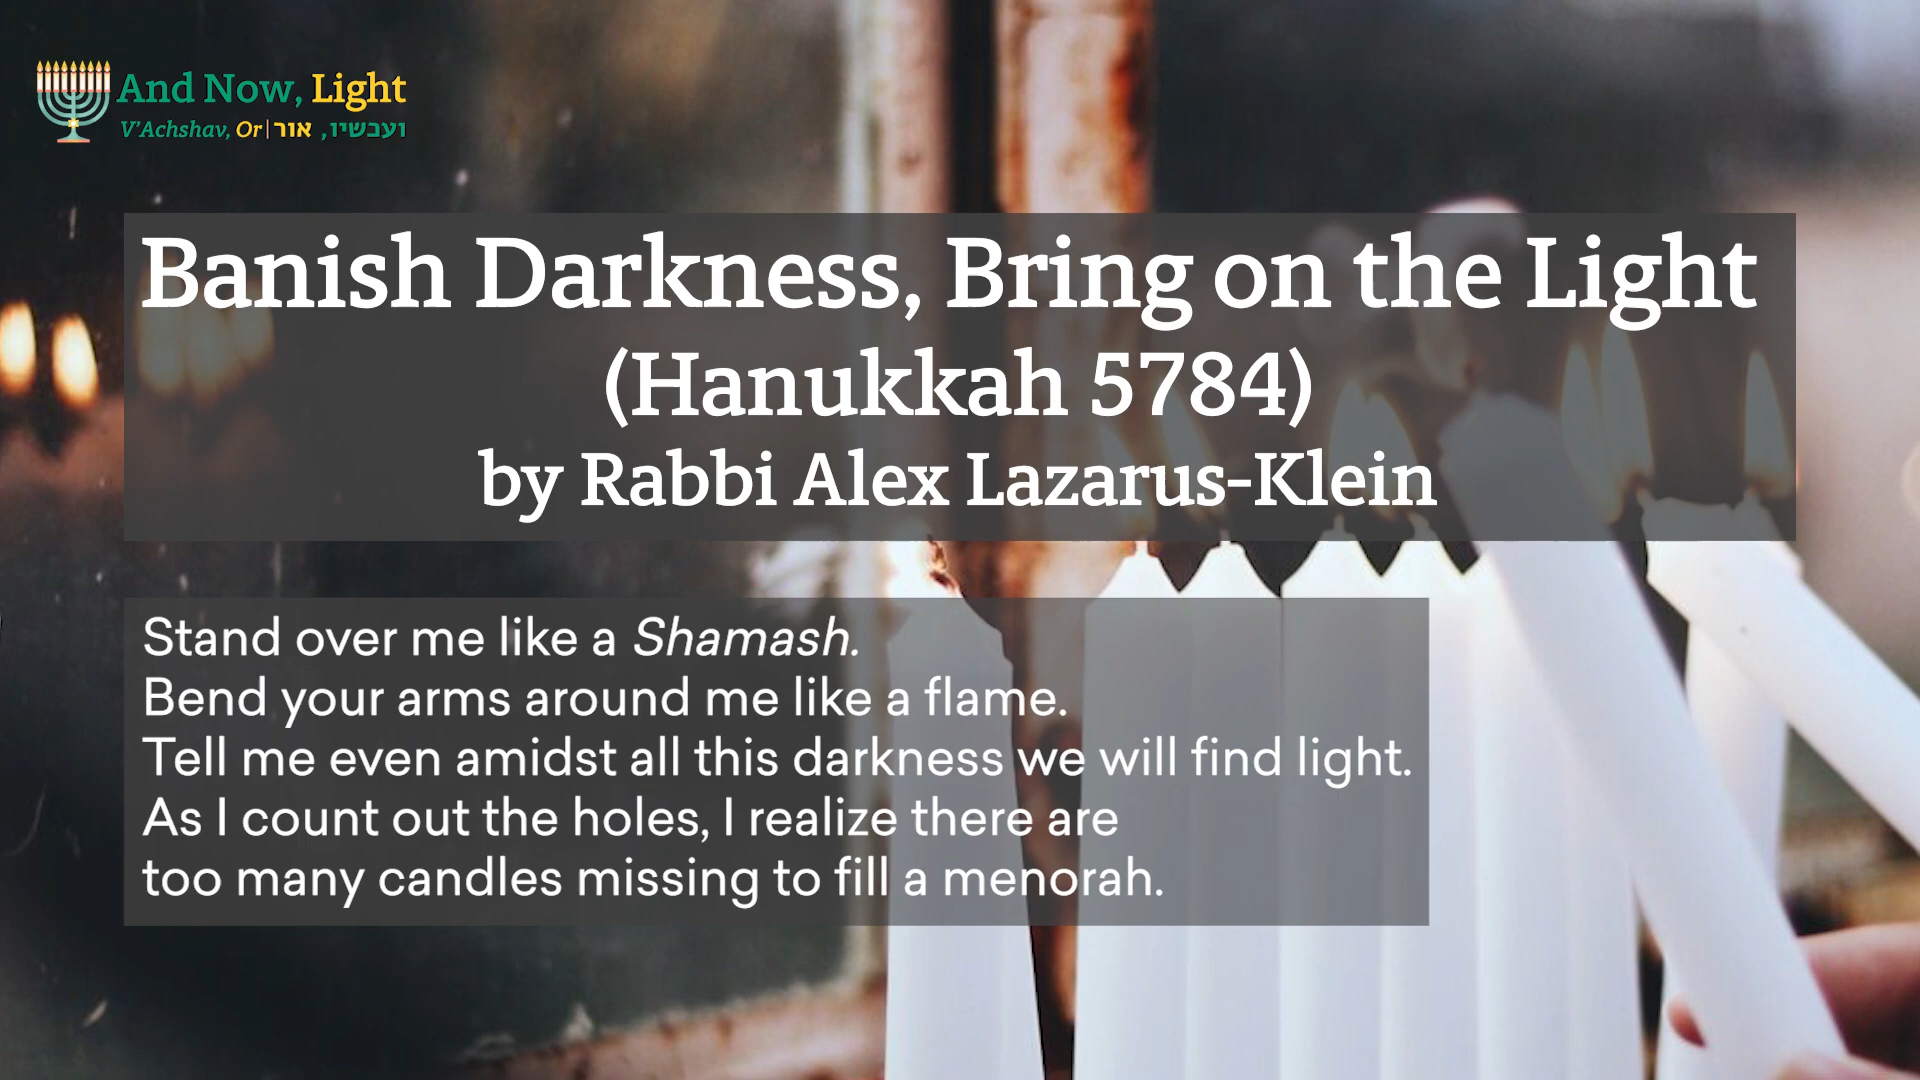 And Now, Light
V'Achshav, Or | ועכשיו, אור
Banish Darkness, Bring on the Light
(Hanukkah 5784)
by Rabbi Alex Lazarus-Klein
Stand over me like a Shamash.
Bend your arms around me like a flame.
Tell me even amidst all this darkness we will find light.
As I count out the holes, I realize there are
too many candles missing to fill a menorah.